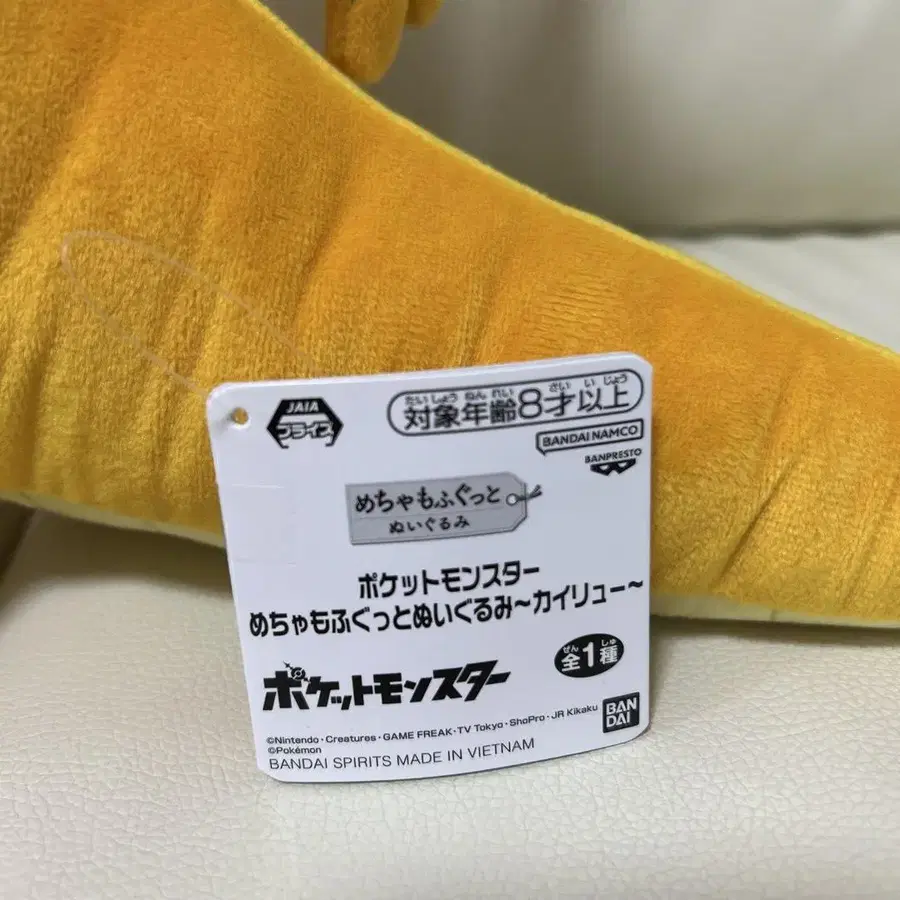 JAIA
プライズ
たいしょうねんれい さい いじょう
対象年齢8才以上
BANDAI NAMCO
BANPRESTO
めちゃもふぐっと
ぬいぐるみ
ポケットモンスター
めちゃもふぐっとぬいぐるみ〜カイリュー〜
ぜん しゅ
全1種
ポケットモンスター
©Nintendo・Creatures・GAME FREAK・TV Tokyo・ShoPro・JR Kikaku
©Pokémon
BANDAI SPIRITS MADE IN VIETNAM
BAN
DAI